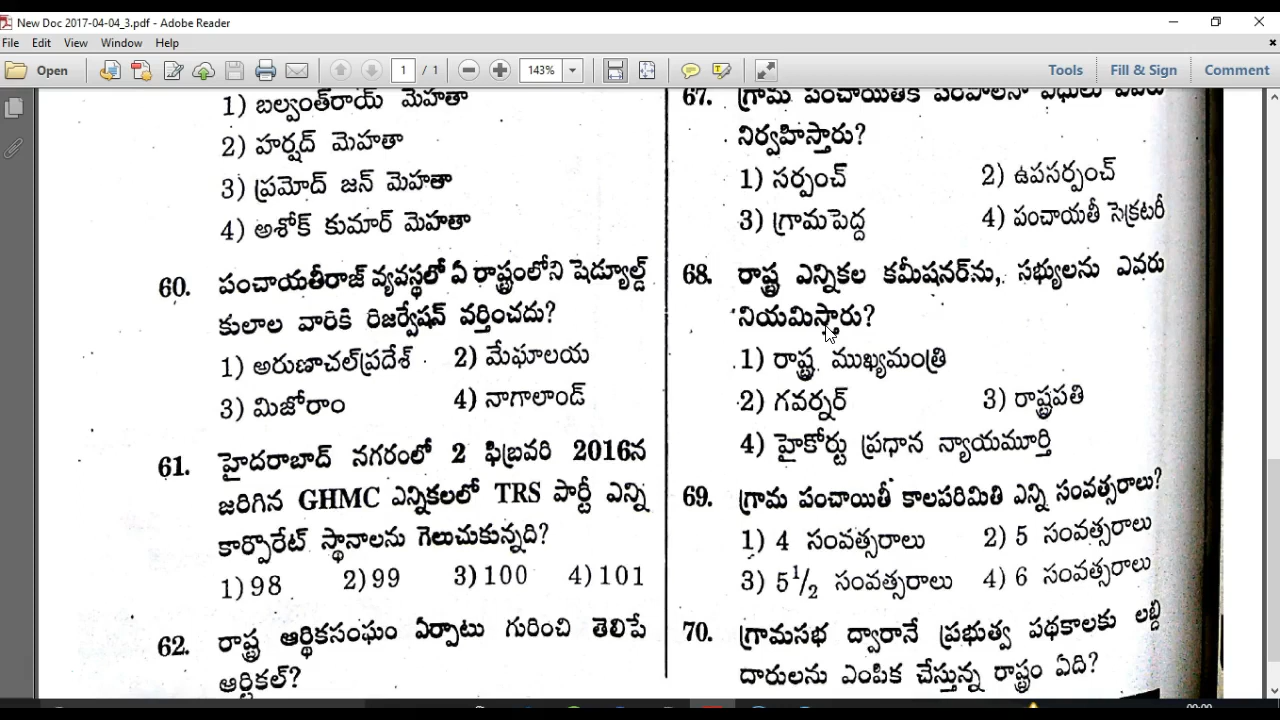 New Doc 2017-04-04_3.pdf - Adobe Reader
File Edit View Window Help
Open 1 / 1 143% Tools Fill & Sign Comment
1) బల్వంత్‌రాయ్ మెహతా
2) హర్షద్ మెహతా
3) ప్రమోద్ జన్ మెహతా
4) అశోక్ కుమార్ మెహతా
60. పంచాయతీరాజ్ వ్యవస్థలో ఏ రాష్ట్రంలోని షెడ్యూల్డ్
కులాల వారికి రిజర్వేషన్ వర్తించదు?
1) అరుణాచల్‌ప్రదేశ్ 2) మేఘాలయ
3) మిజోరాం 4) నాగాలాండ్
61. హైదరాబాద్ నగరంలో 2 ఫిబ్రవరి 2016న
జరిగిన GHMC ఎన్నికలలో TRS పార్టీ ఎన్ని
కార్పొరేట్ స్థానాలను గెలుచుకున్నది?
1) 98 2) 99 3) 100 4) 101
62. రాష్ట్ర ఆర్థికసంఘం ఏర్పాటు గురించి తెలిపే
ఆర్టికల్?
67. గ్రామ పంచాయితీకి పరిపాలనా విధులు ఎవరు
నిర్వహిస్తారు?
1) సర్పంచ్ 2) ఉపసర్పంచ్
3) గ్రామపెద్ద 4) పంచాయతీ సెక్రటరీ
68. రాష్ట్ర ఎన్నికల కమీషనర్‌ను, సభ్యులను ఎవరు
నియమిస్తారు?
1) రాష్ట్ర ముఖ్యమంత్రి
2) గవర్నర్ 3) రాష్ట్రపతి
4) హైకోర్టు ప్రధాన న్యాయమూర్తి
69. గ్రామ పంచాయితీ కాలపరిమితి ఎన్ని సంవత్సరాలు?
1) 4 సంవత్సరాలు 2) 5 సంవత్సరాలు
3) 5 1/2 సంవత్సరాలు 4) 6 సంవత్సరాలు
70. గ్రామసభ ద్వారానే ప్రభుత్వ పథకాలకు లబ్ది
దారులను ఎంపిక చేస్తున్న రాష్ట్రం ఏది?